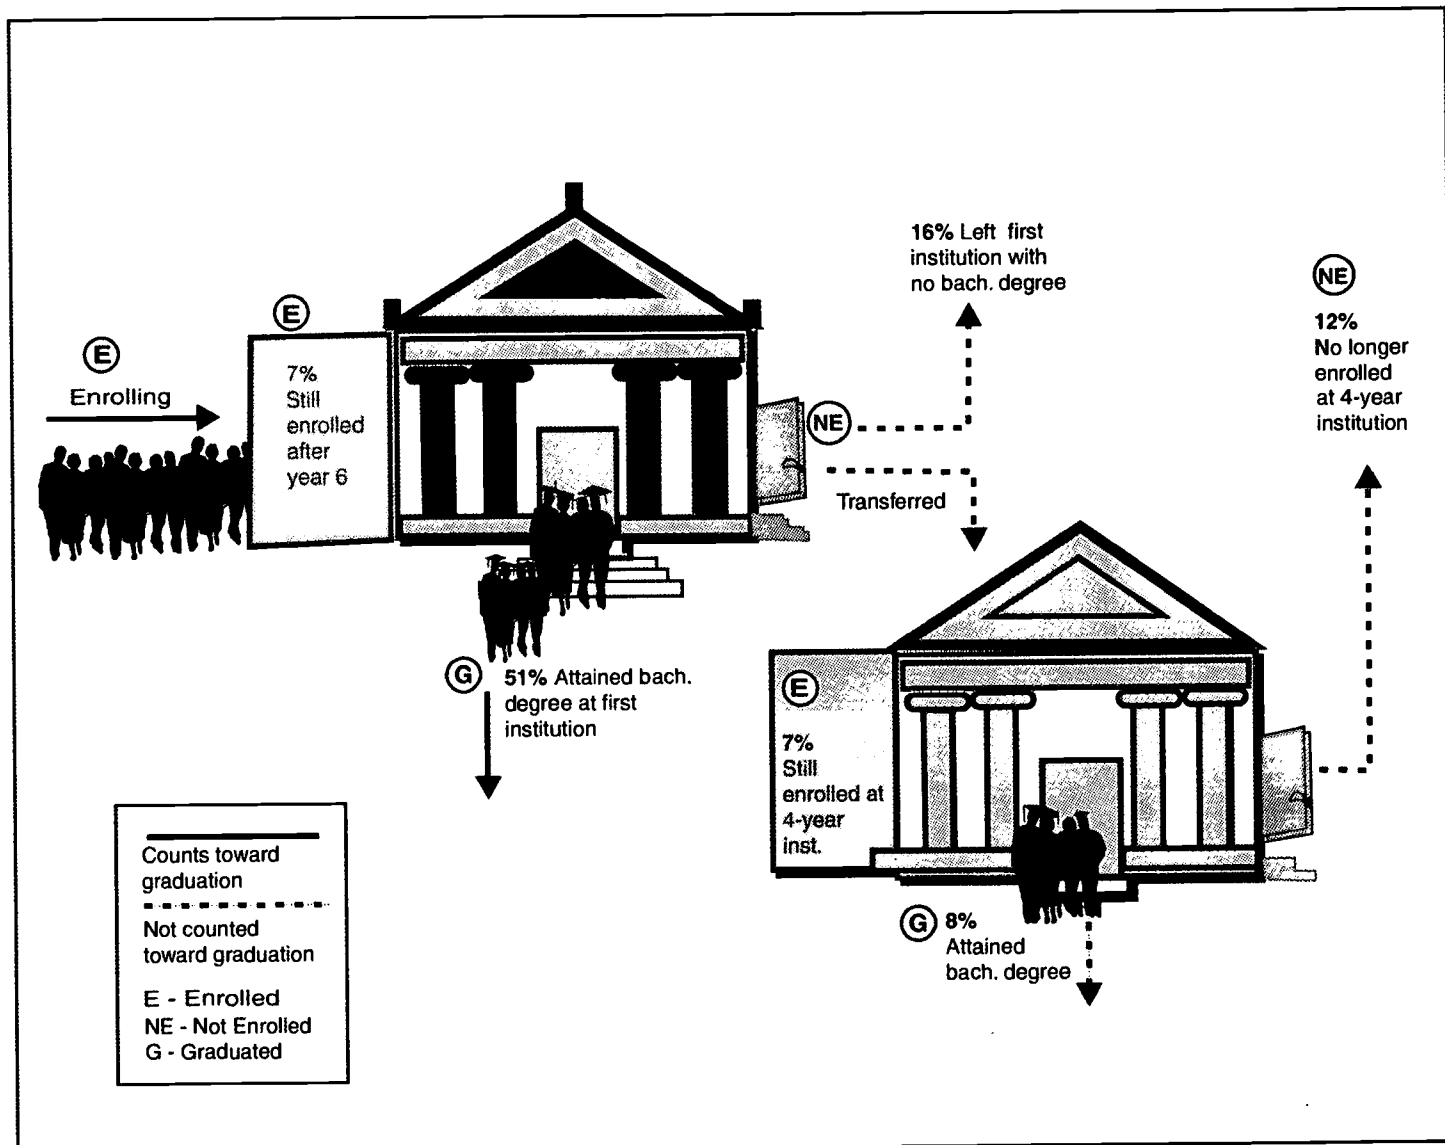 E
Enrolling
E
7%
Still
enrolled
after
year 6
16% Left first
institution with
no bach. degree
NE
Transferred
NE
12%
No longer
enrolled
at 4-year
institution
G 51% Attained bach.
degree at first
institution
E
7%
Still
enrolled at
4-year
inst.
G 8%
Attained
bach. degree
Counts toward
graduation
Not counted
toward graduation
E - Enrolled
NE - Not Enrolled
G - Graduated